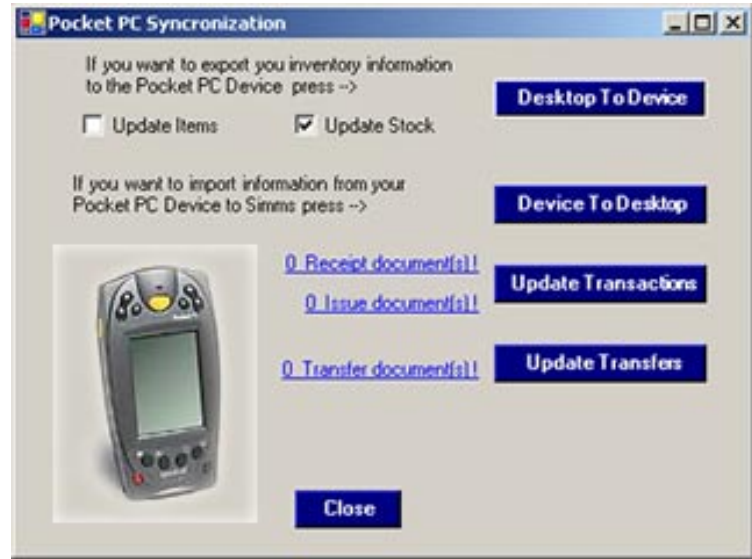 Pocket PC Syncronization
If you want to export you inventory information
to the Pocket PC Device press -->
Desktop To Device
Update Items
Update Stock
If you want to import information from your
Pocket PC Device to Simms press -->
Device To Desktop
0 Receipt document(s)!
Update Transactions
0 Issue document(s)!
0 Transfer document(s)!
Update Transfers
Close